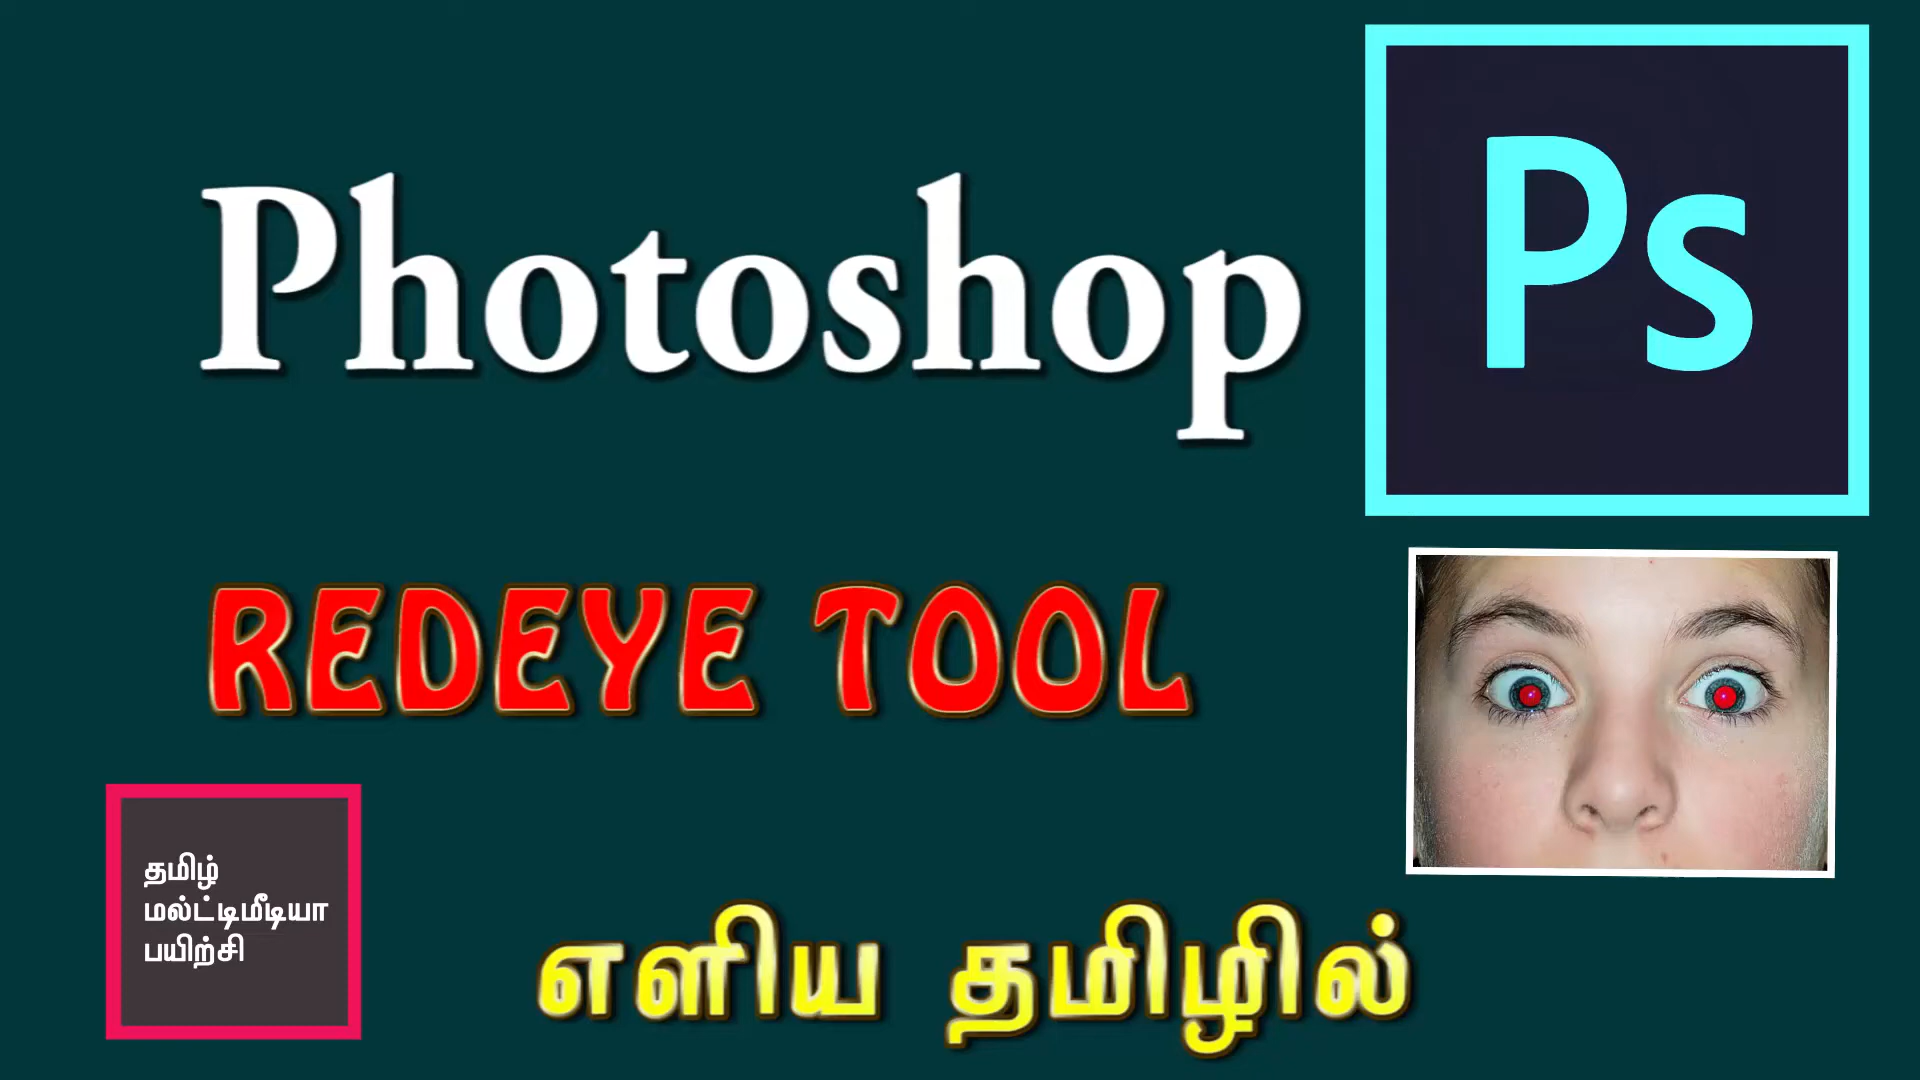 Photoshop
Ps
REDEYE TOOL
தமிழ்
மல்ட்டிமீடியா
பயிற்சி
எளிய தமிழில்